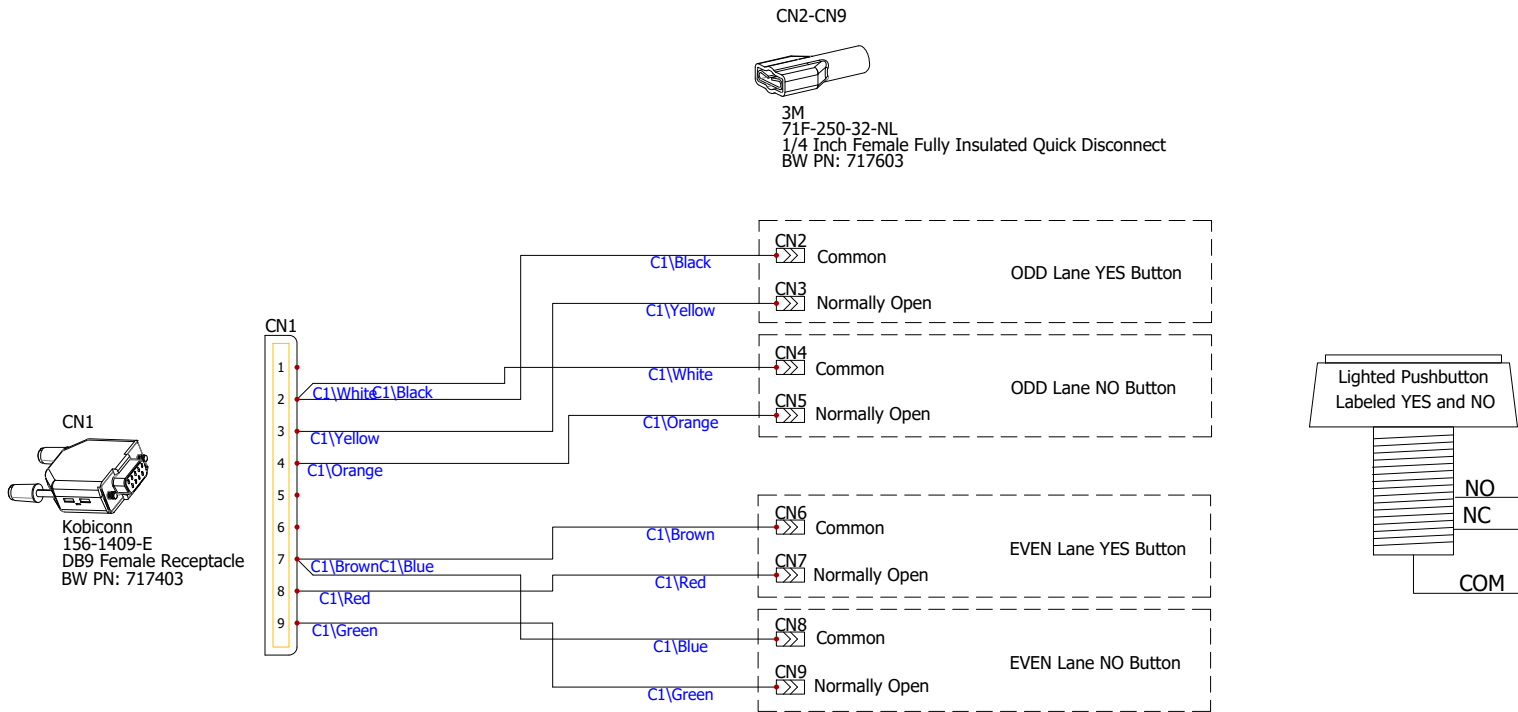 CN2-CN9
3M
71F-250-32-NL
1/4 Inch Female Fully Insulated Quick Disconnect
BW PN: 717603
CN1
Kobiconn
156-1409-E
DB9 Female Receptacle
BW PN: 717403
CN1
1
2
3
4
5
6
7
8
9
C1\White
C1\Black
C1\Yellow
C1\Orange
C1\Brown
C1\Blue
C1\Red
C1\Green
C1\Black
C1\Yellow
C1\White
C1\Orange
C1\Brown
C1\Red
C1\Blue
C1\Green
CN2
Common
CN3
Normally Open
ODD Lane YES Button
CN4
Common
CN5
Normally Open
ODD Lane NO Button
CN6
Common
CN7
Normally Open
EVEN Lane YES Button
CN8
Common
CN9
Normally Open
EVEN Lane NO Button
Lighted Pushbutton
Labeled YES and NO
NO
NC
COM